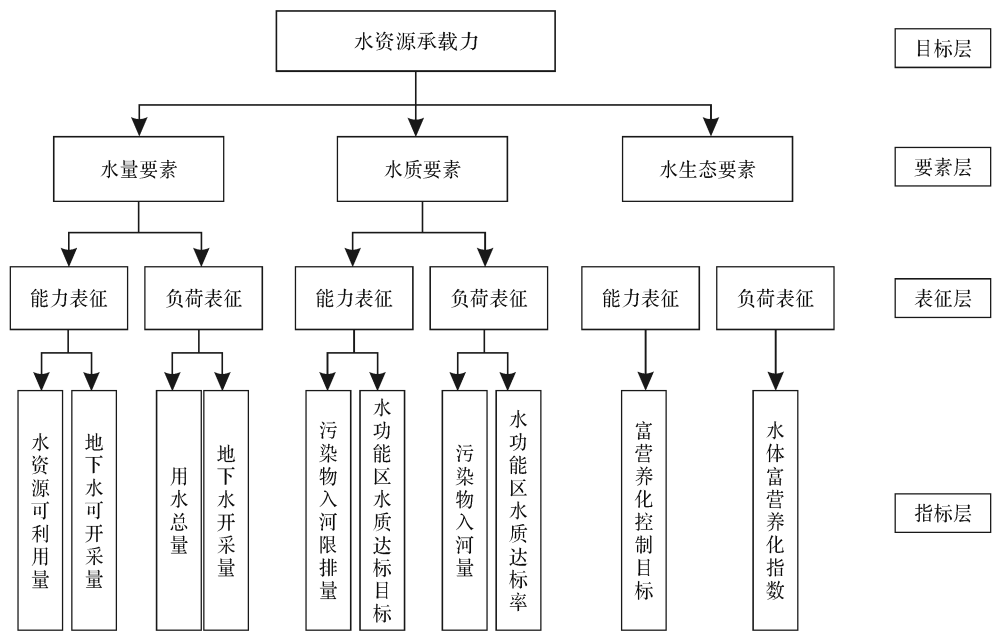 水资源承载力
目标层
水量要素
水质要素
水生态要素
要素层
能力表征
负荷表征
能力表征
负荷表征
能力表征
负荷表征
表征层
水资源可利用量
地下水可开采量
用水总量
地下水开采量
污染物入河限排量
水功能区水质达标目标
污染物入河量
水功能区水质达标率
富营养化控制目标
水体富营养化指数
指标层